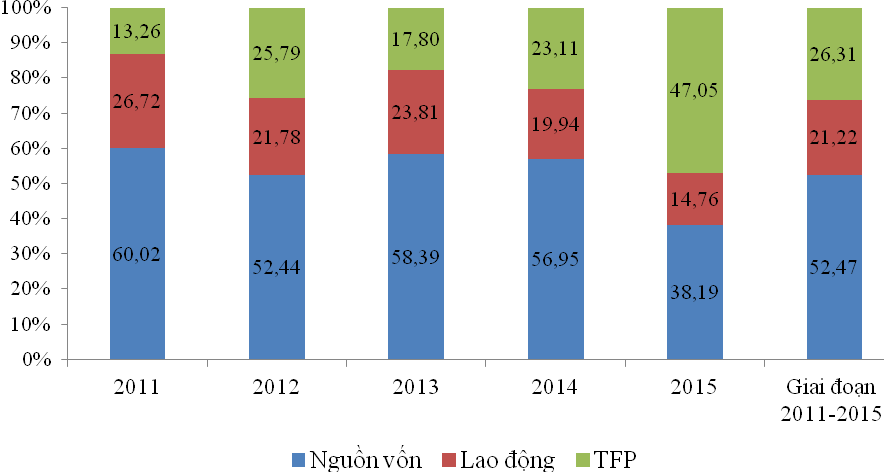 100%
90%
80%
70%
60%
50%
40%
30%
20%
10%
0%
13,26 25,79 17,80 23,11 47,05 26,31
26,72 21,78 23,81 19,94 14,76 21,22
60,02 52,44 58,39 56,95 38,19 52,47
2011 2012 2013 2014 2015 Giai đoạn
2011-2015
Nguồn vốn Lao động TFP